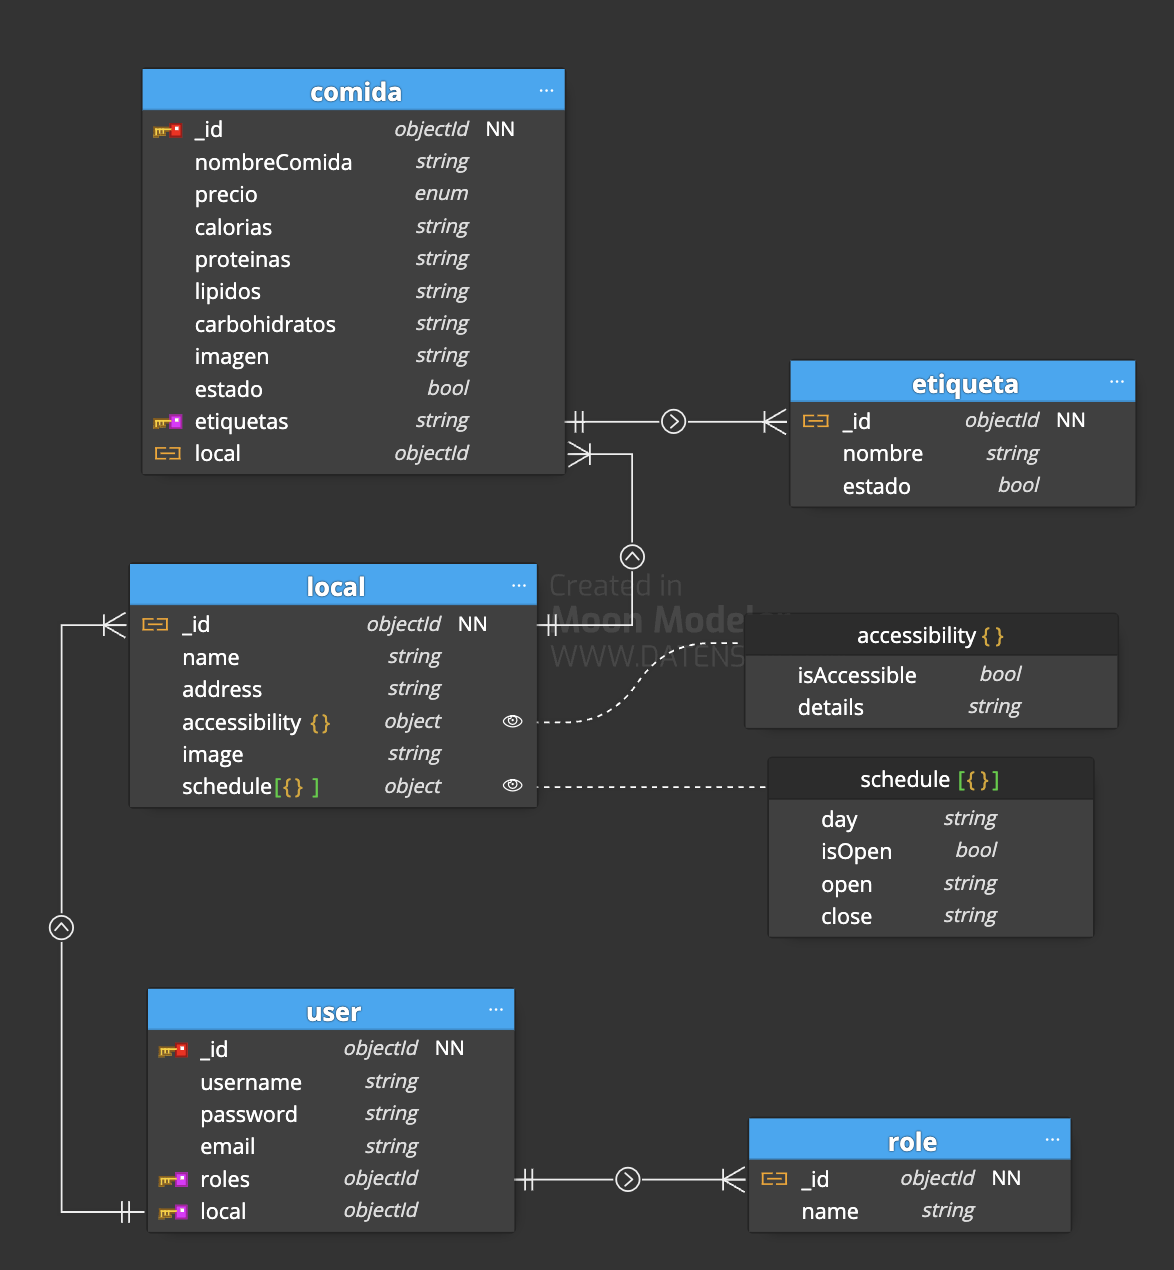 comida ...
_id objectId NN
nombreComida string
precio enum
calorias string
proteinas string
lipidos string
carbohidratos string
imagen string
estado bool
etiquetas string
local objectId
etiqueta ...
_id objectId NN
nombre string
estado bool
local ...
_id objectId NN
name string
address string
accessibility {} object
image string
schedule[{} ] object
Created in
Moon Modeler
WWW.DATENS
accessibility {}
isAccessible bool
details string
schedule [{}]
day string
isOpen bool
open string
close string
user ...
_id objectId NN
username string
password string
email string
roles objectId
local objectId
role ...
_id objectId NN
name string